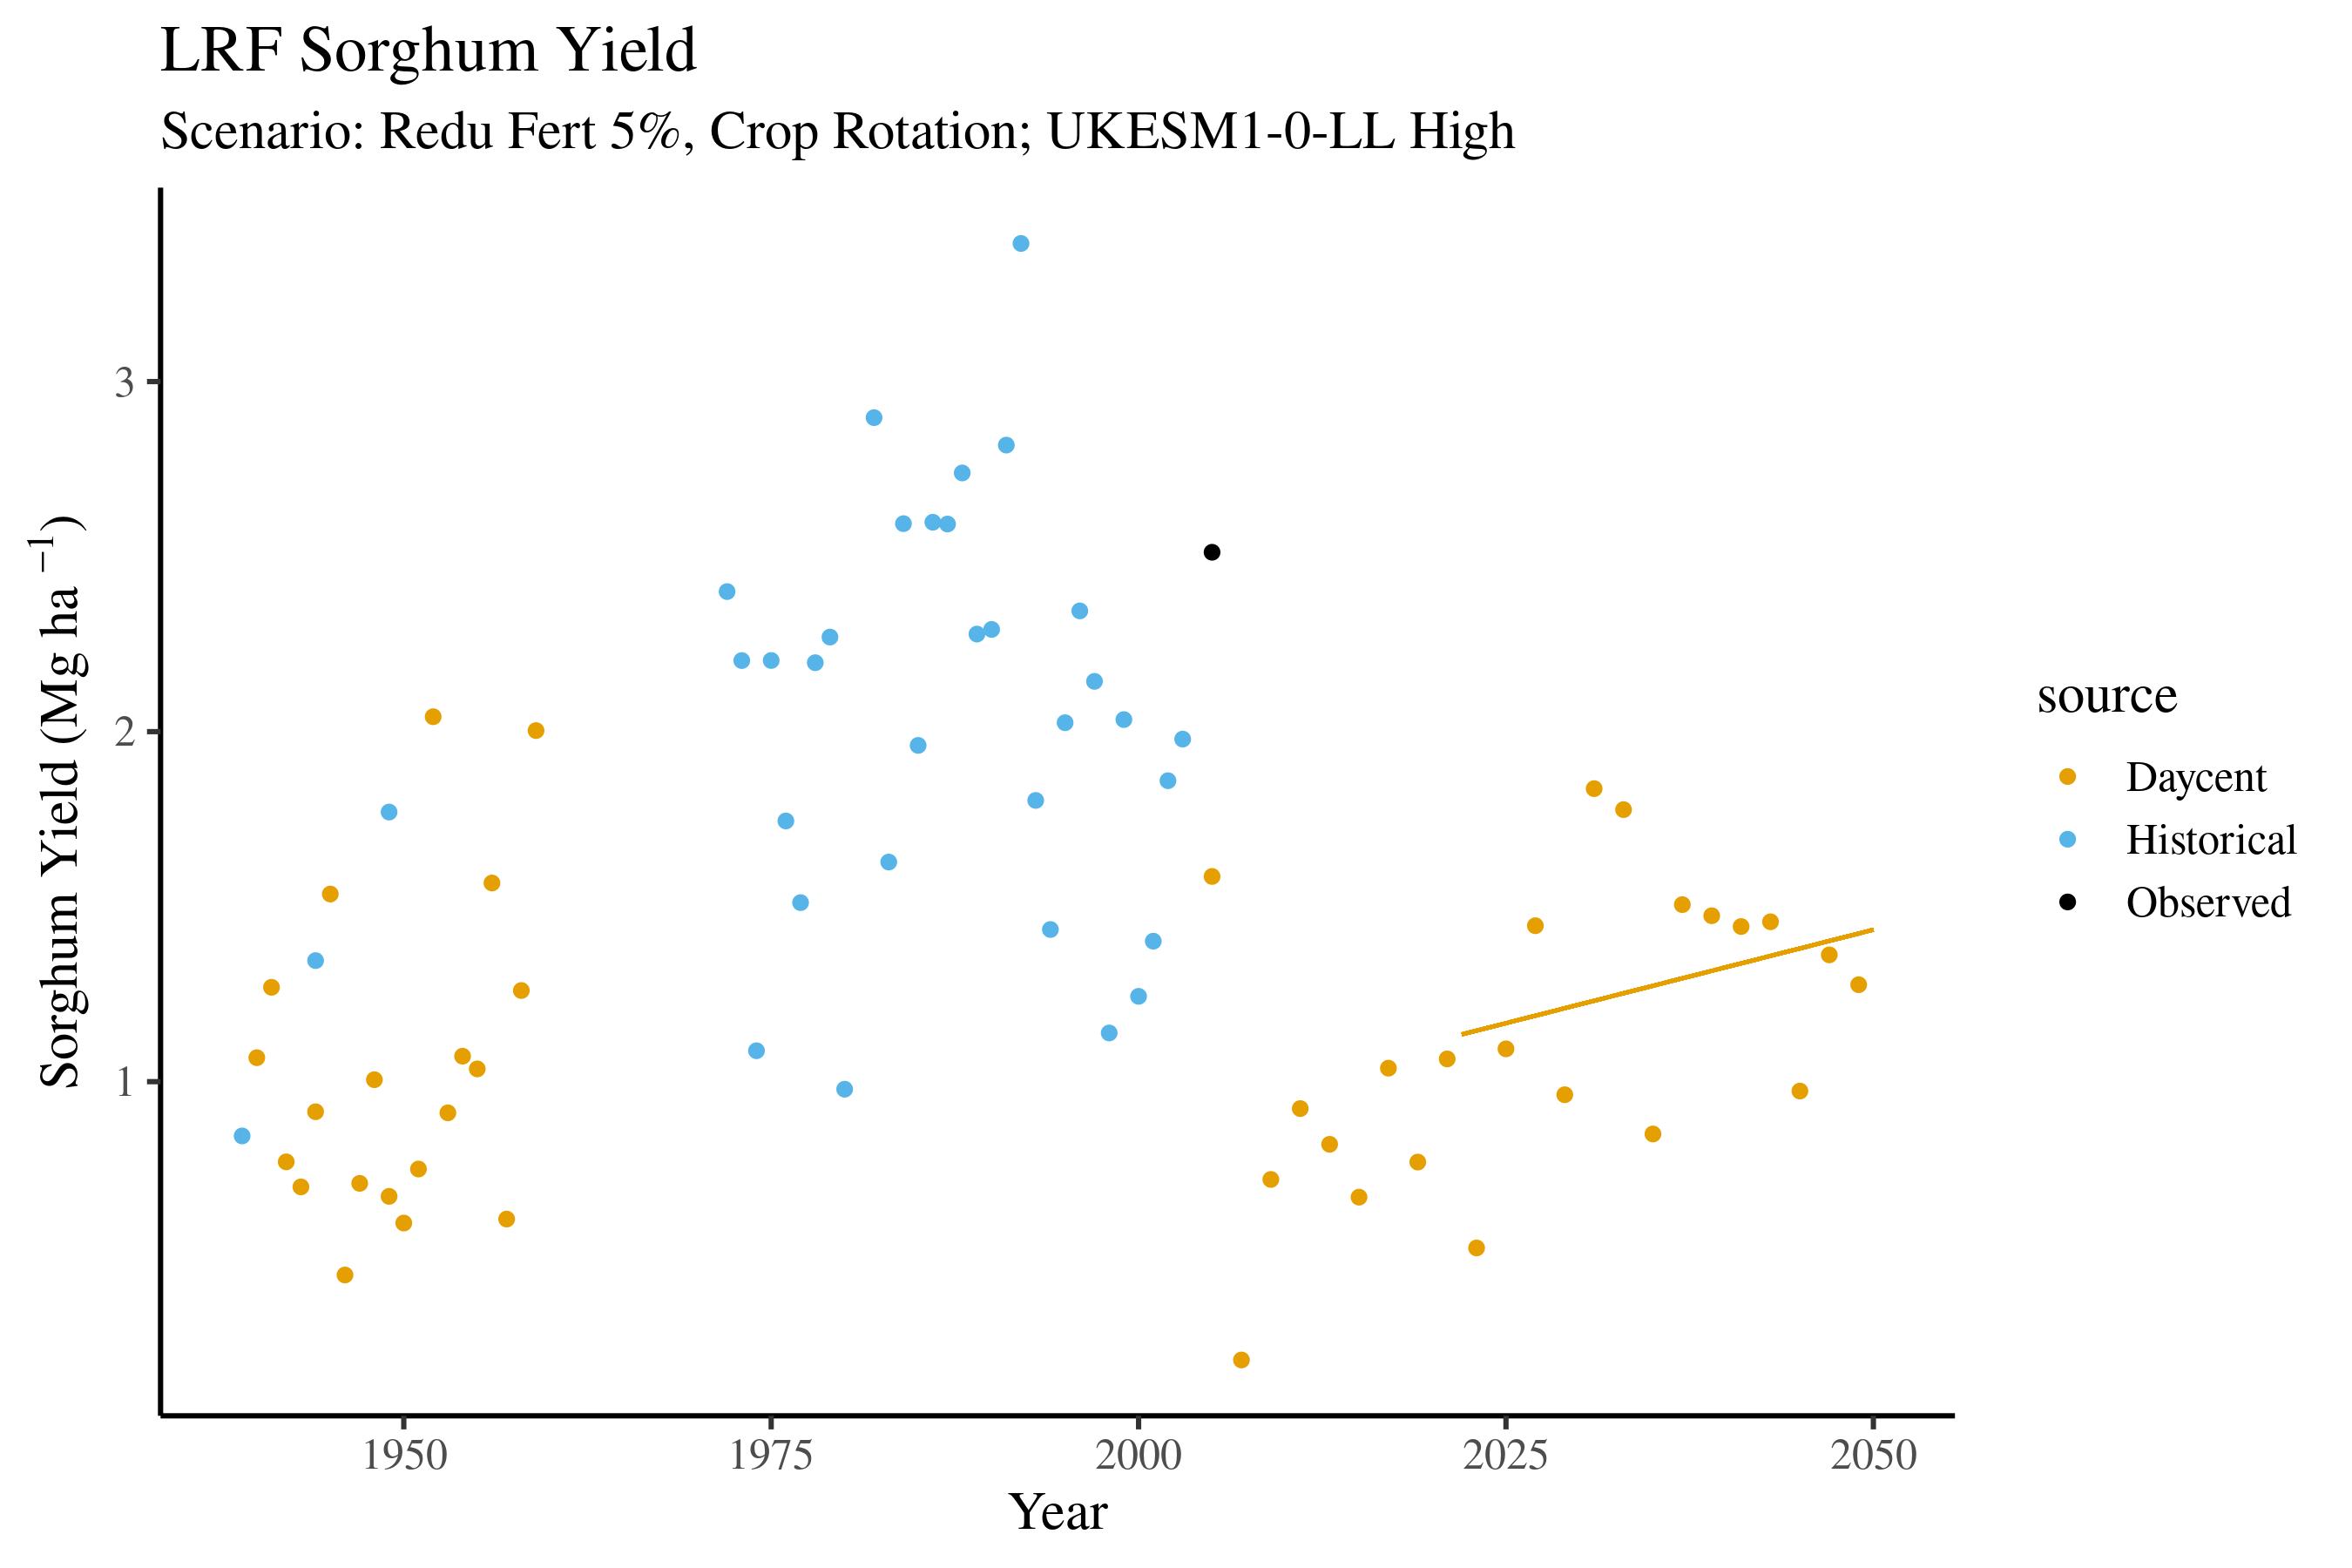 LRF Sorghum Yield
Scenario: Redu Fert 5%, Crop Rotation; UKESM1-0-LL High
Sorghum Yield (Mg ha −1)
3
2
1
1950
1975
2000
2025
2050
Year
source
Daycent
Historical
Observed